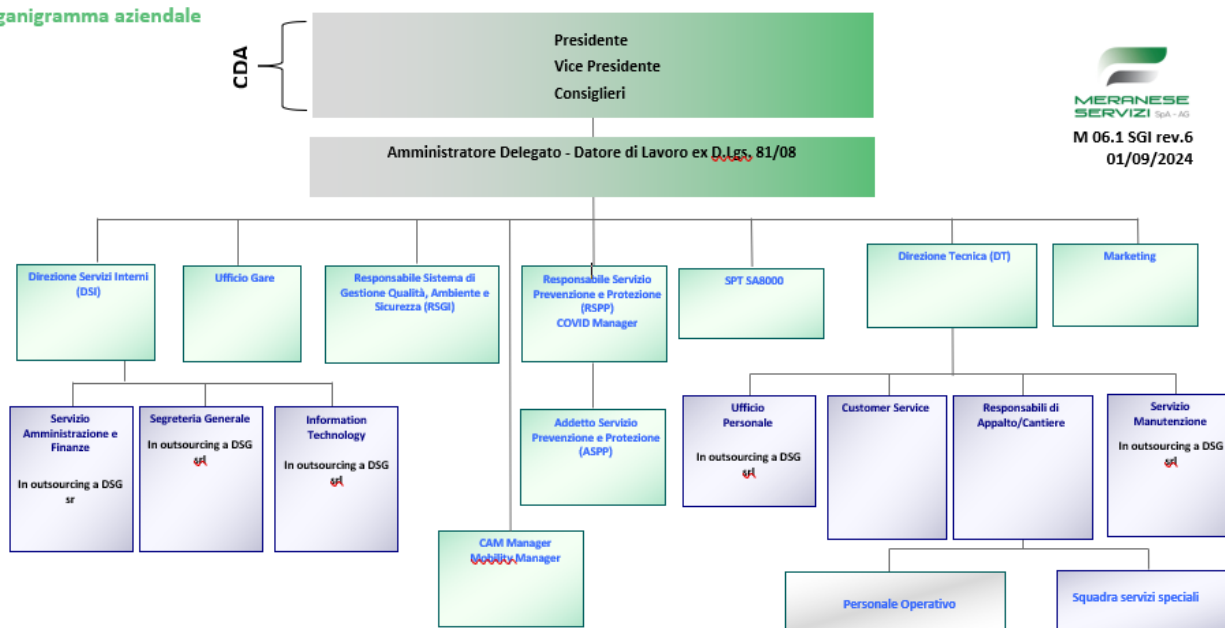 ganigramma aziendale
CDA
Presidente
Vice Presidente
Consiglieri
MERANESE
SERVIZI SpA - AG
M 06.1 SGI rev.6
01/09/2024
Amministratore Delegato - Datore di Lavoro ex D.Lgs. 81/08
Direzione Servizi Interni
(DSI)
Ufficio Gare
Responsabile Sistema di
Gestione Qualità, Ambiente e
Sicurezza (RSGI)
Responsabile Servizio
Prevenzione e Protezione
(RSPP)
COVID Manager
SPT SA8000
Direzione Tecnica (DT)
Marketing
Servizio
Amministrazione e
Finanze
In outsourcing a DSG
sr
Segreteria Generale
In outsourcing a DSG
srl
Information
Technology
In outsourcing a DSG
srl
Addetto Servizio
Prevenzione e Protezione
(ASPP)
Ufficio
Personale
In outsourcing a DSG
srl
Customer Service
Responsabili di
Appalto/Cantiere
Servizio
Manutenzione
In outsourcing a DSG
srl
CAM Manager
Mobility Manager
Personale Operativo
Squadra servizi speciali